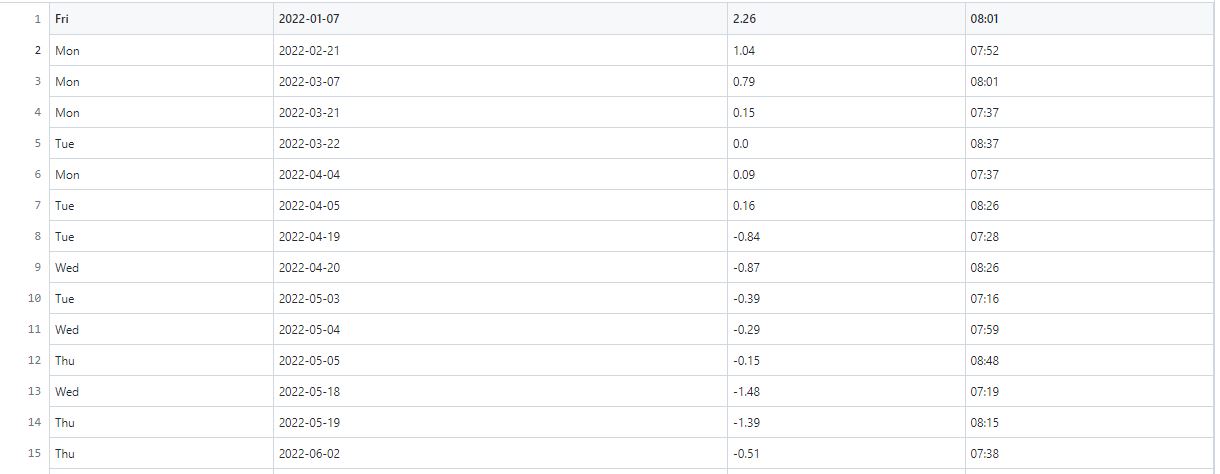 1 Fri 2022-01-07 2.26 08:01
2 Mon 2022-02-21 1.04 07:52
3 Mon 2022-03-07 0.79 08:01
4 Mon 2022-03-21 0.15 07:37
5 Tue 2022-03-22 0.0 08:37
6 Mon 2022-04-04 0.09 07:37
7 Tue 2022-04-05 0.16 08:26
8 Tue 2022-04-19 -0.84 07:28
9 Wed 2022-04-20 -0.87 08:26
10 Tue 2022-05-03 -0.39 07:16
11 Wed 2022-05-04 -0.29 07:59
12 Thu 2022-05-05 -0.15 08:48
13 Wed 2022-05-18 -1.48 07:19
14 Thu 2022-05-19 -1.39 08:15
15 Thu 2022-06-02 -0.51 07:38